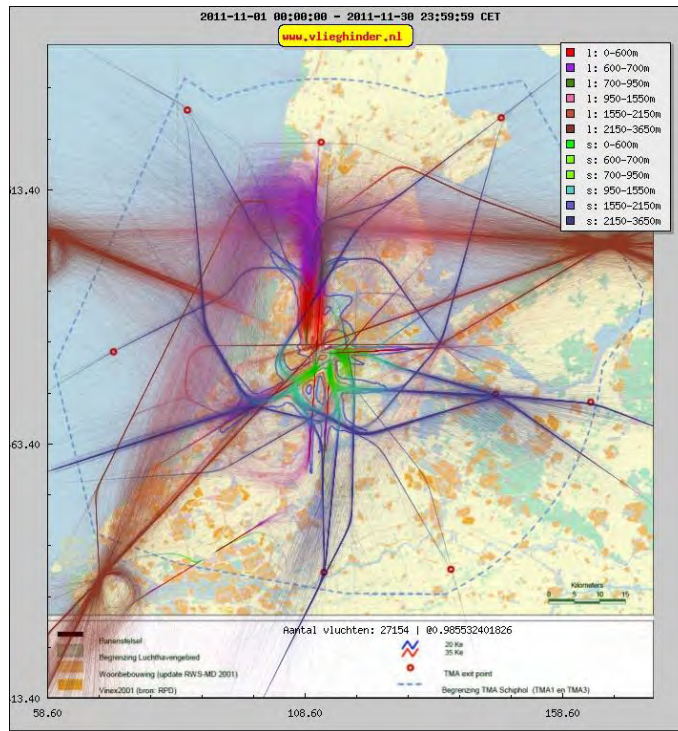 2011-11-01 00:00:00 - 2011-11-30 23:59:59 CET
www.vlieghinder.nl
l: 0-600m
l: 600-700m
l: 700-950m
l: 950-1550m
l: 1550-2150m
l: 2150-3650m
s: 0-600m
s: 600-700m
s: 700-950m
s: 950-1550m
s: 1550-2150m
s: 2150-3650m
13.40
63.40
Kilometers
0 5 10 15
Aantal vluchten: 27154 | @0.985532401826
Banenstelsel
Begrenzing Luchthavengebied
Woonbebouwing (update RWS-MD 2001)
Vinex2001 (bron: RPD)
20 Ke
35 Ke
TMA exit point
Begrenzing TMA Schiphol (TMA1 en TMA3)
13.40
58.60 108.60 158.60